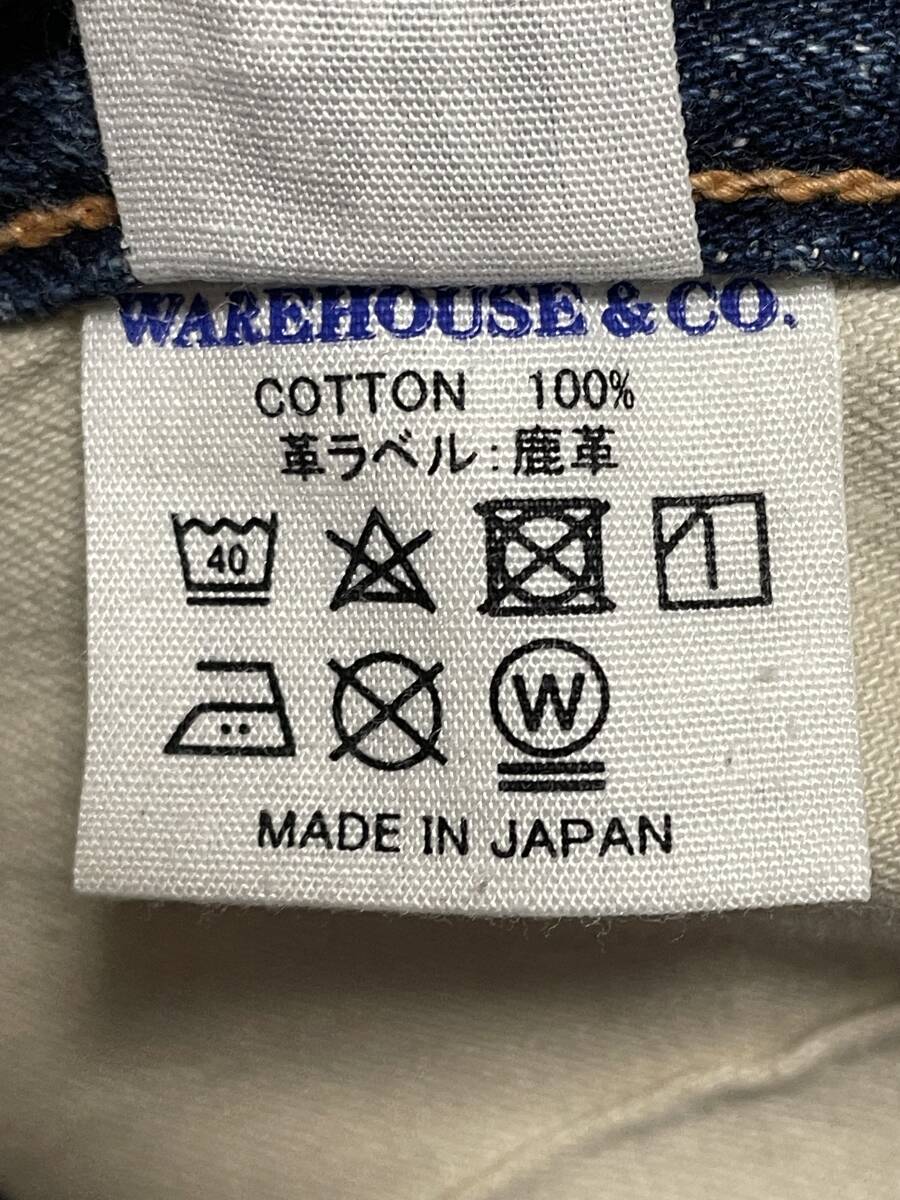 WAREHOUSE & CO.
COTTON 100%
革ラベル:鹿革
40
W
MADE IN JAPAN